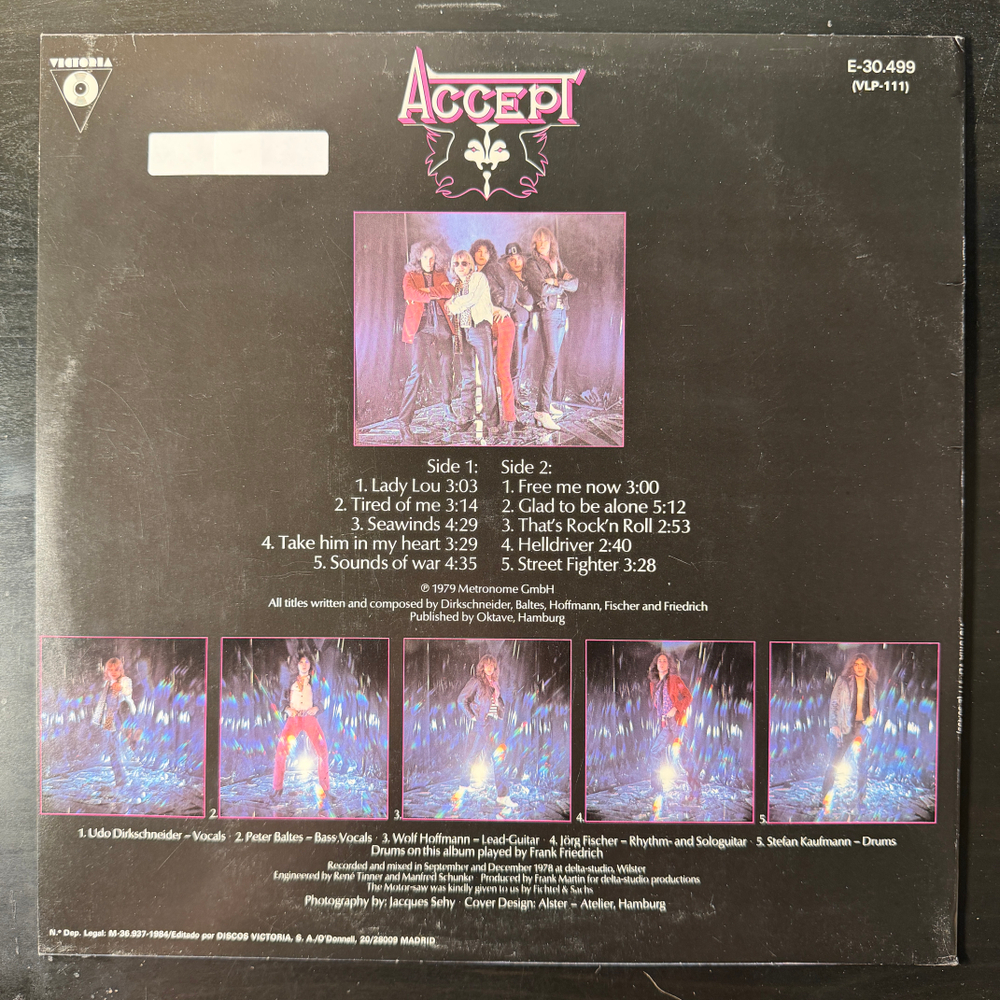 VICTORIA
ACCEPT
E-30.499
(VLP-111)
Side 1:
1. Lady Lou 3:03
2. Tired of me 3:14
3. Seawinds 4:29
4. Take him in my heart 3:29
5. Sounds of war 4:35
Side 2:
1. Free me now 3:00
2. Glad to be alone 5:12
3. That's Rock'n Roll 2:53
4. Helldriver 2:40
5. Street Fighter 3:28
℗ 1979 Metronome GmbH
All titles written and composed by Dirkschneider, Baltes, Hoffmann, Fischer and Friedrich
Published by Oktave, Hamburg
2.
3.
4.
5.
1. Udo Dirkschneider – Vocals · 2. Peter Baltes – Bass, Vocals · 3. Wolf Hoffmann – Lead-Guitar · 4. Jörg Fischer – Rhythm- and Sologuitar · 5. Stefan Kaufmann – Drums
Drums on this album played by Frank Friedrich
Recorded and mixed in September and December 1978 at delta-studio, Wilster
Engineered by René Tinner and Manfred Schunke · Produced by Frank Martin for delta-studio productions
The Motor-saw was kindly given to us by Fichtel & Sachs
Photography by: Jacques Sehy · Cover Design: Alster – Atelier, Hamburg
N.º Dep. Legal: M-36.937-1984/Editado por DISCOS VICTORIA, S. A./O'Donnell, 20/28009 MADRID